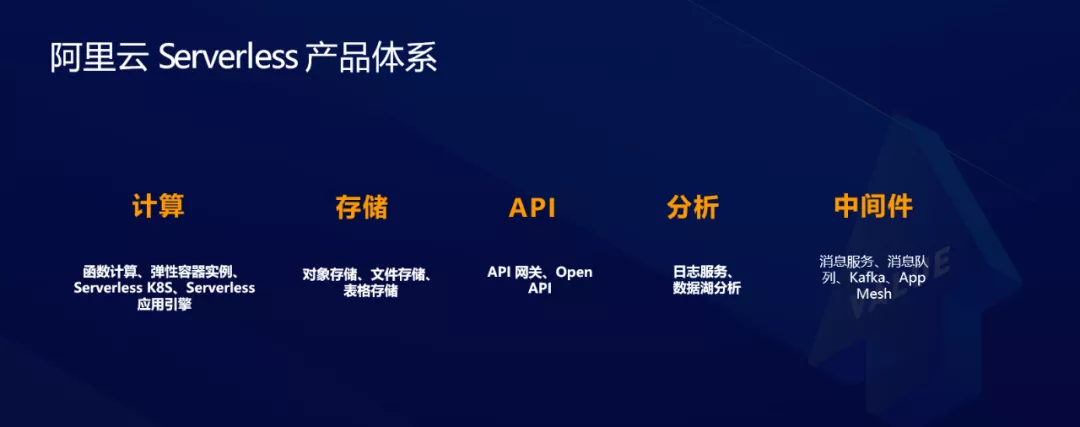 阿里云 Serverless 产品体系
计算
函数计算、弹性容器实例、
Serverless K8S、Serverless
应用引擎
存储
对象存储、文件存储、
表格存储
API
API 网关、Open
API
分析
日志服务、
数据湖分析
中间件
消息服务、消息队
列、Kafka、App
Mesh
VALUE